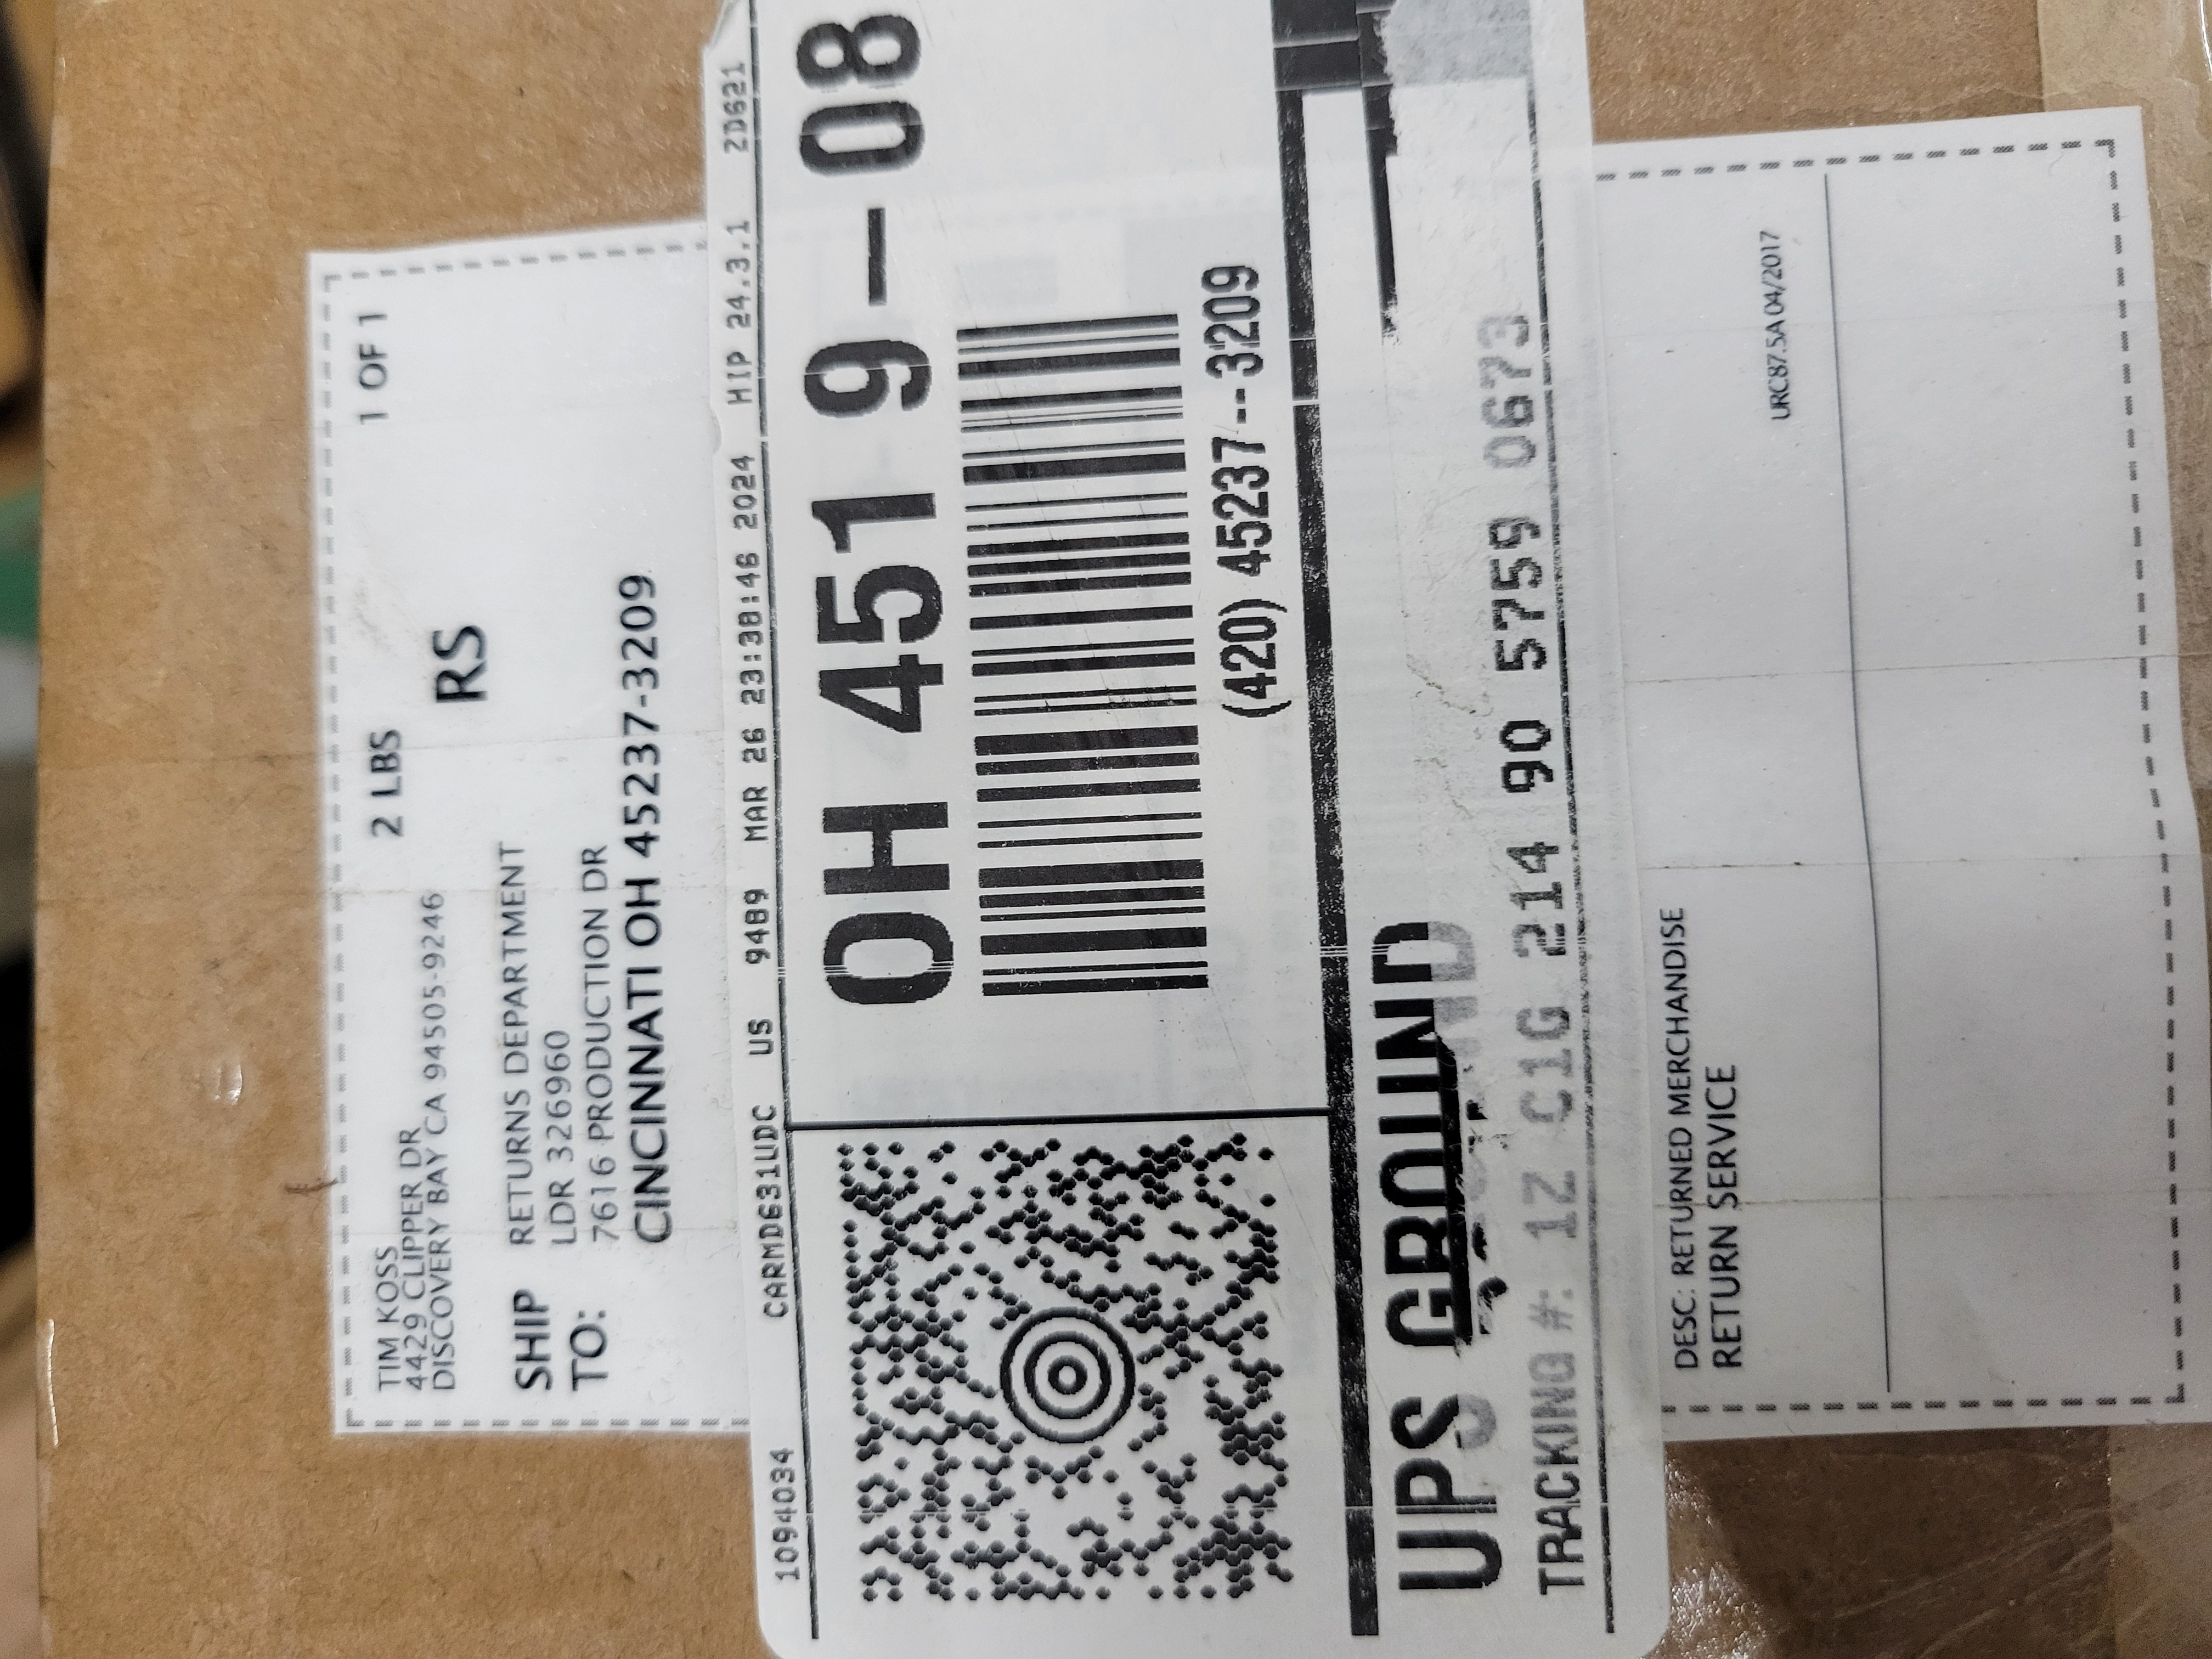 TIM KOSS
4429 CLIPPER DR
DISCOVERY BAY CA 94505-9246
2 LBS
1 OF 1
RS
SHIP TO:
RETURNS DEPARTMENT
LDR 326960
7616 PRODUCTION DR
CINCINNATI OH 45237-3209
1094034 CARMD631UDC US 9489 MAR 26 23:38:46 2024 HIP 24.3.1 2D621
OH 451 9-08
(420) 45237--3209
UPS GROUND
TRACKING #: 1Z C1G 214 90 5759 0673
DESC: RETURNED MERCHANDISE
RETURN SERVICE
URC87.5A 04/2017